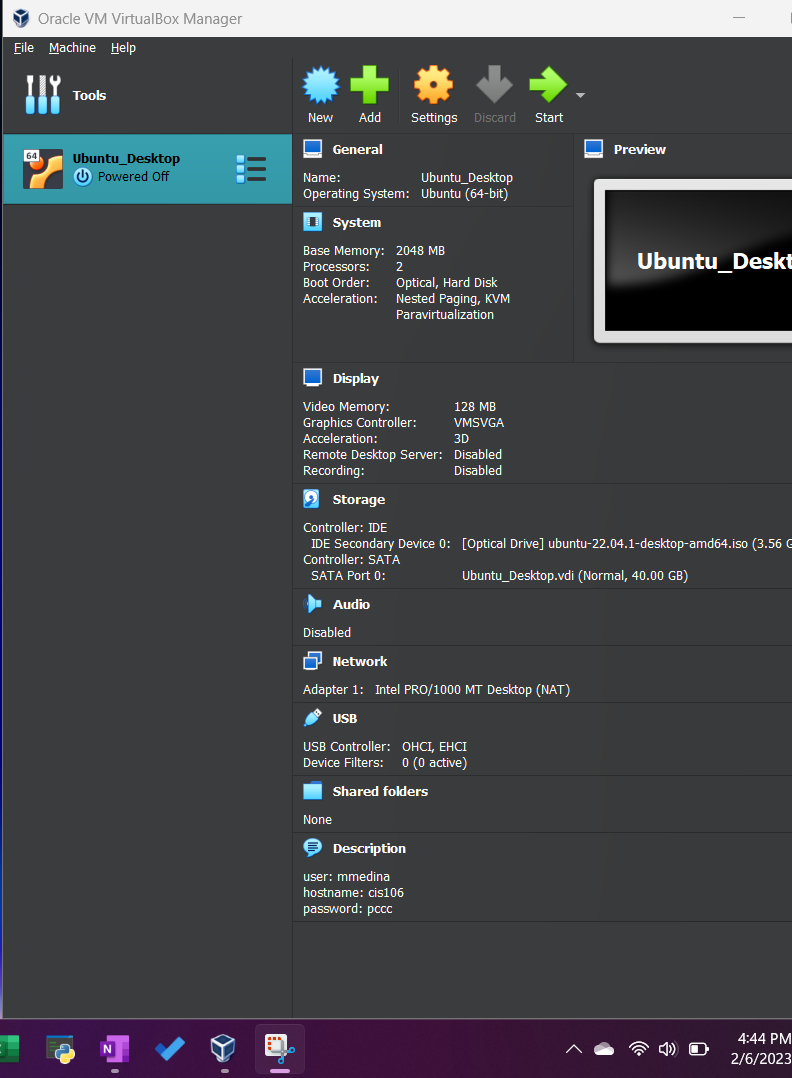 Oracle VM VirtualBox Manager
File Machine Help
Tools
New Add Settings Discard Start
64
Ubuntu_Desktop
Powered Off
General
Name: Ubuntu_Desktop
Operating System: Ubuntu (64-bit)
System
Base Memory: 2048 MB
Processors: 2
Boot Order: Optical, Hard Disk
Acceleration: Nested Paging, KVM
Paravirtualization
Preview
Ubuntu_Deskt
Display
Video Memory: 128 MB
Graphics Controller: VMSVGA
Acceleration: 3D
Remote Desktop Server: Disabled
Recording: Disabled
Storage
Controller: IDE
IDE Secondary Device 0: [Optical Drive] ubuntu-22.04.1-desktop-amd64.iso (3.56 G
Controller: SATA
SATA Port 0: Ubuntu_Desktop.vdi (Normal, 40.00 GB)
Audio
Disabled
Network
Adapter 1: Intel PRO/1000 MT Desktop (NAT)
USB
USB Controller: OHCI, EHCI
Device Filters: 0 (0 active)
Shared folders
None
Description
user: mmedina
hostname: cis106
password: pccc
N
4:44 PM
2/6/2023